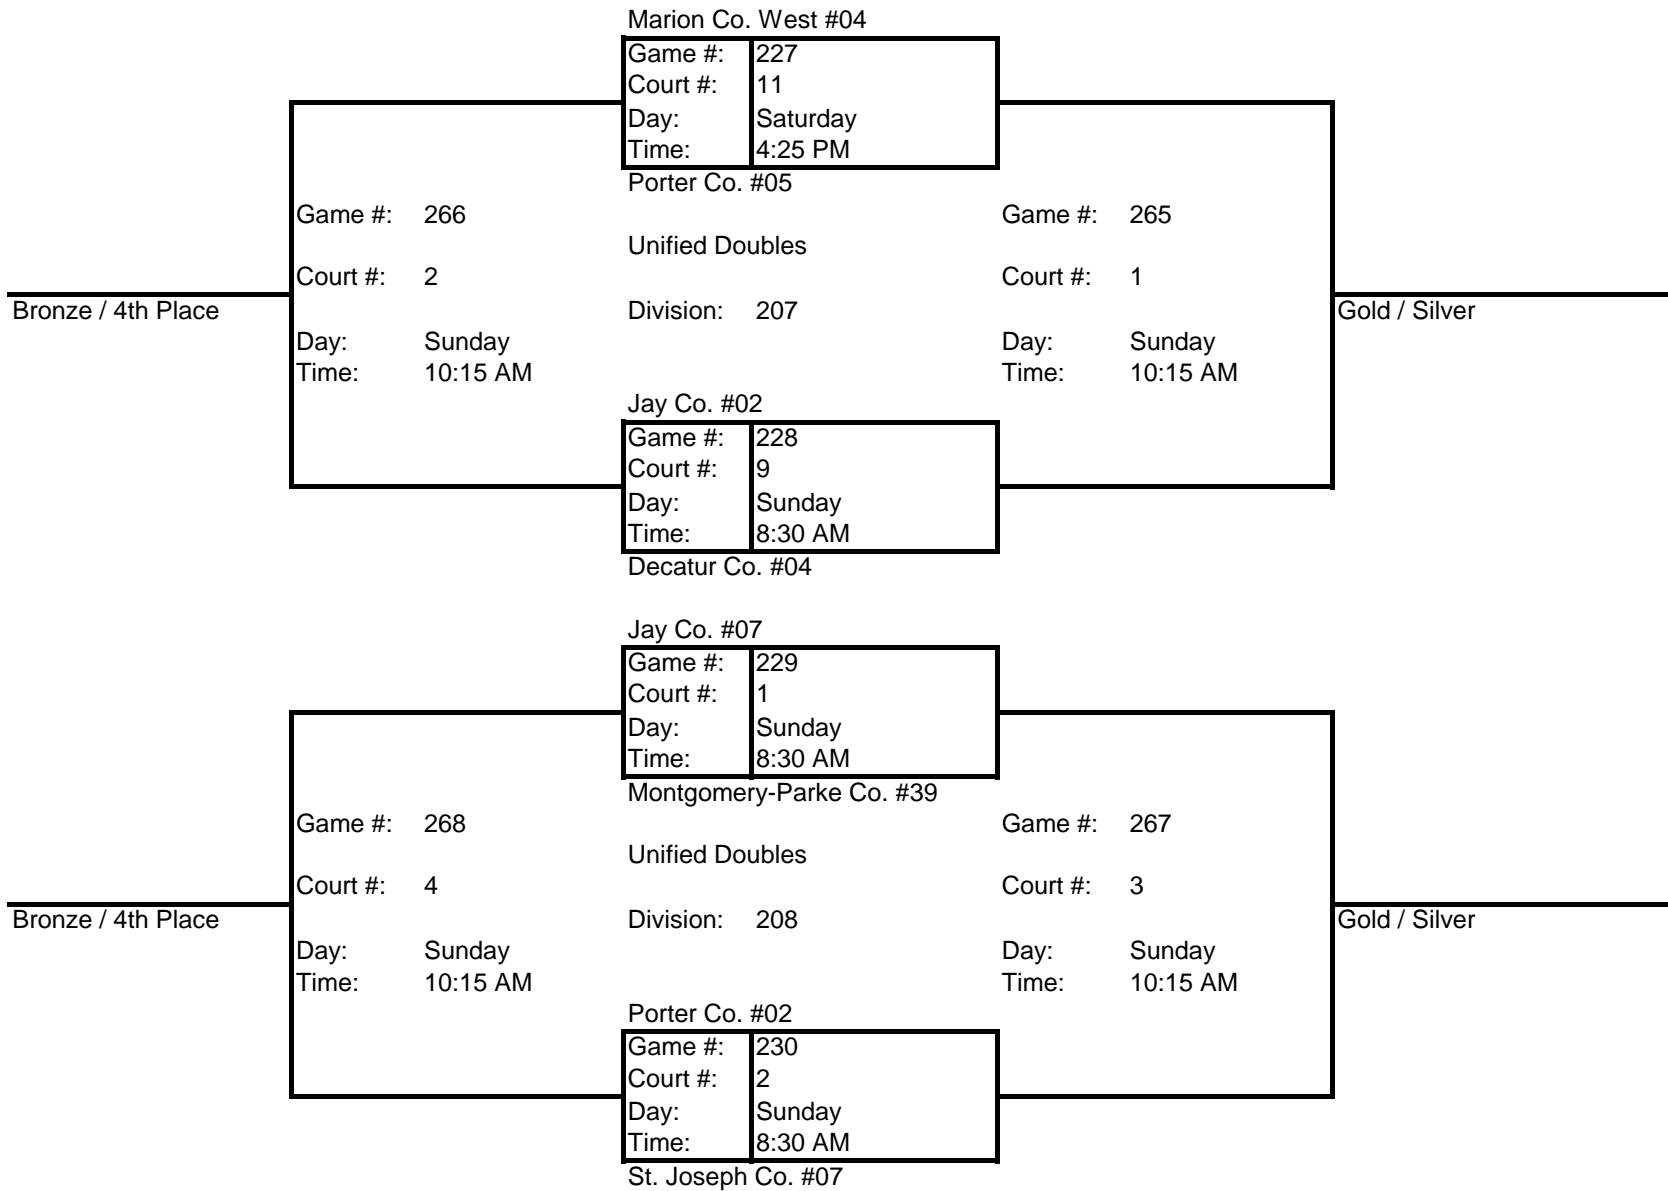 Marion Co. West #04
Game #: 227
Court #: 11
Day: Saturday
Time: 4:25 PM
Porter Co. #05
Game #: 266 Game #: 265
Unified Doubles
Court #: 2 Court #: 1
Bronze / 4th Place Division: 207 Gold / Silver
Day: Sunday Day: Sunday
Time: 10:15 AM Time: 10:15 AM
Jay Co. #02
Game #: 228
Court #: 9
Day: Sunday
Time: 8:30 AM
Decatur Co. #04
Jay Co. #07
Game #: 229
Court #: 1
Day: Sunday
Time: 8:30 AM
Montgomery-Parke Co. #39
Game #: 268 Game #: 267
Unified Doubles
Court #: 4 Court #: 3
Bronze / 4th Place Division: 208 Gold / Silver
Day: Sunday Day: Sunday
Time: 10:15 AM Time: 10:15 AM
Porter Co. #02
Game #: 230
Court #: 2
Day: Sunday
Time: 8:30 AM
St. Joseph Co. #07